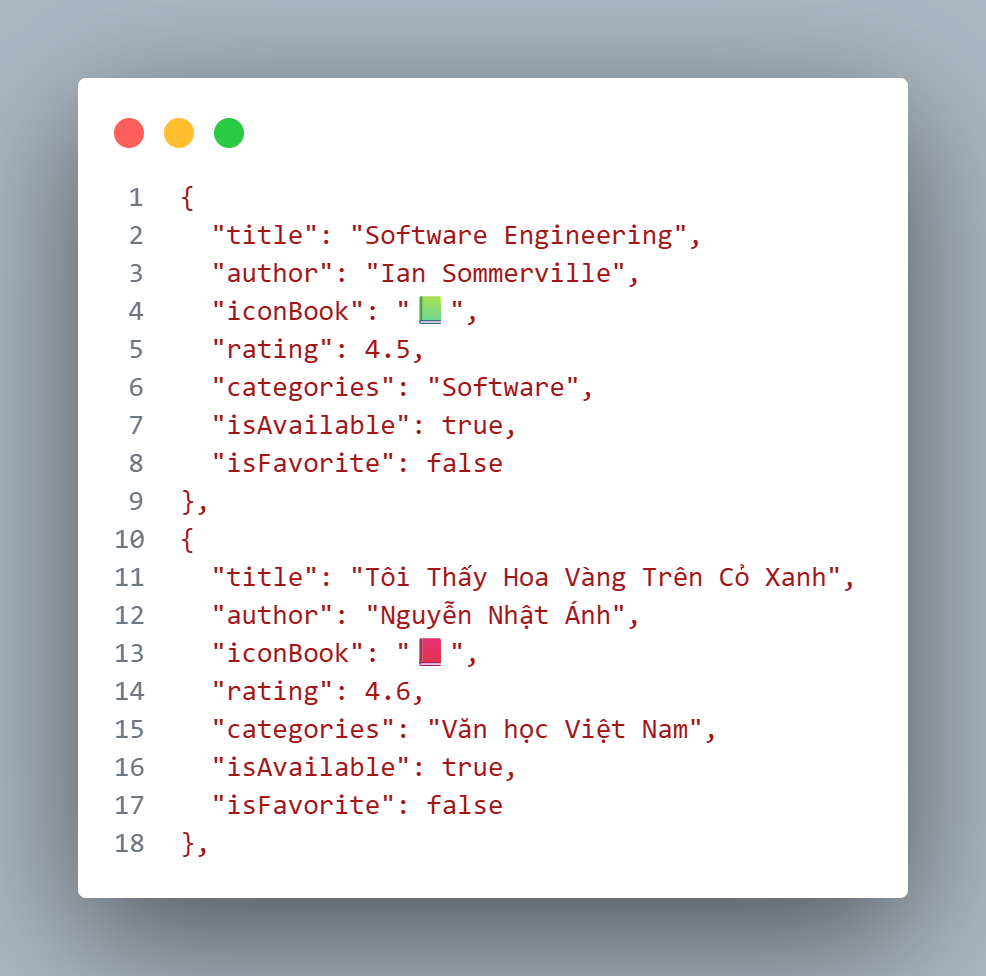 1 {
2   "title": "Software Engineering",
3   "author": "Ian Sommerville",
4   "iconBook": "📗",
5   "rating": 4.5,
6   "categories": "Software",
7   "isAvailable": true,
8   "isFavorite": false
9 },
10 {
11   "title": "Tôi Thấy Hoa Vàng Trên Cỏ Xanh",
12   "author": "Nguyễn Nhật Ánh",
13   "iconBook": "📕",
14   "rating": 4.6,
15   "categories": "Văn học Việt Nam",
16   "isAvailable": true,
17   "isFavorite": false
18 },